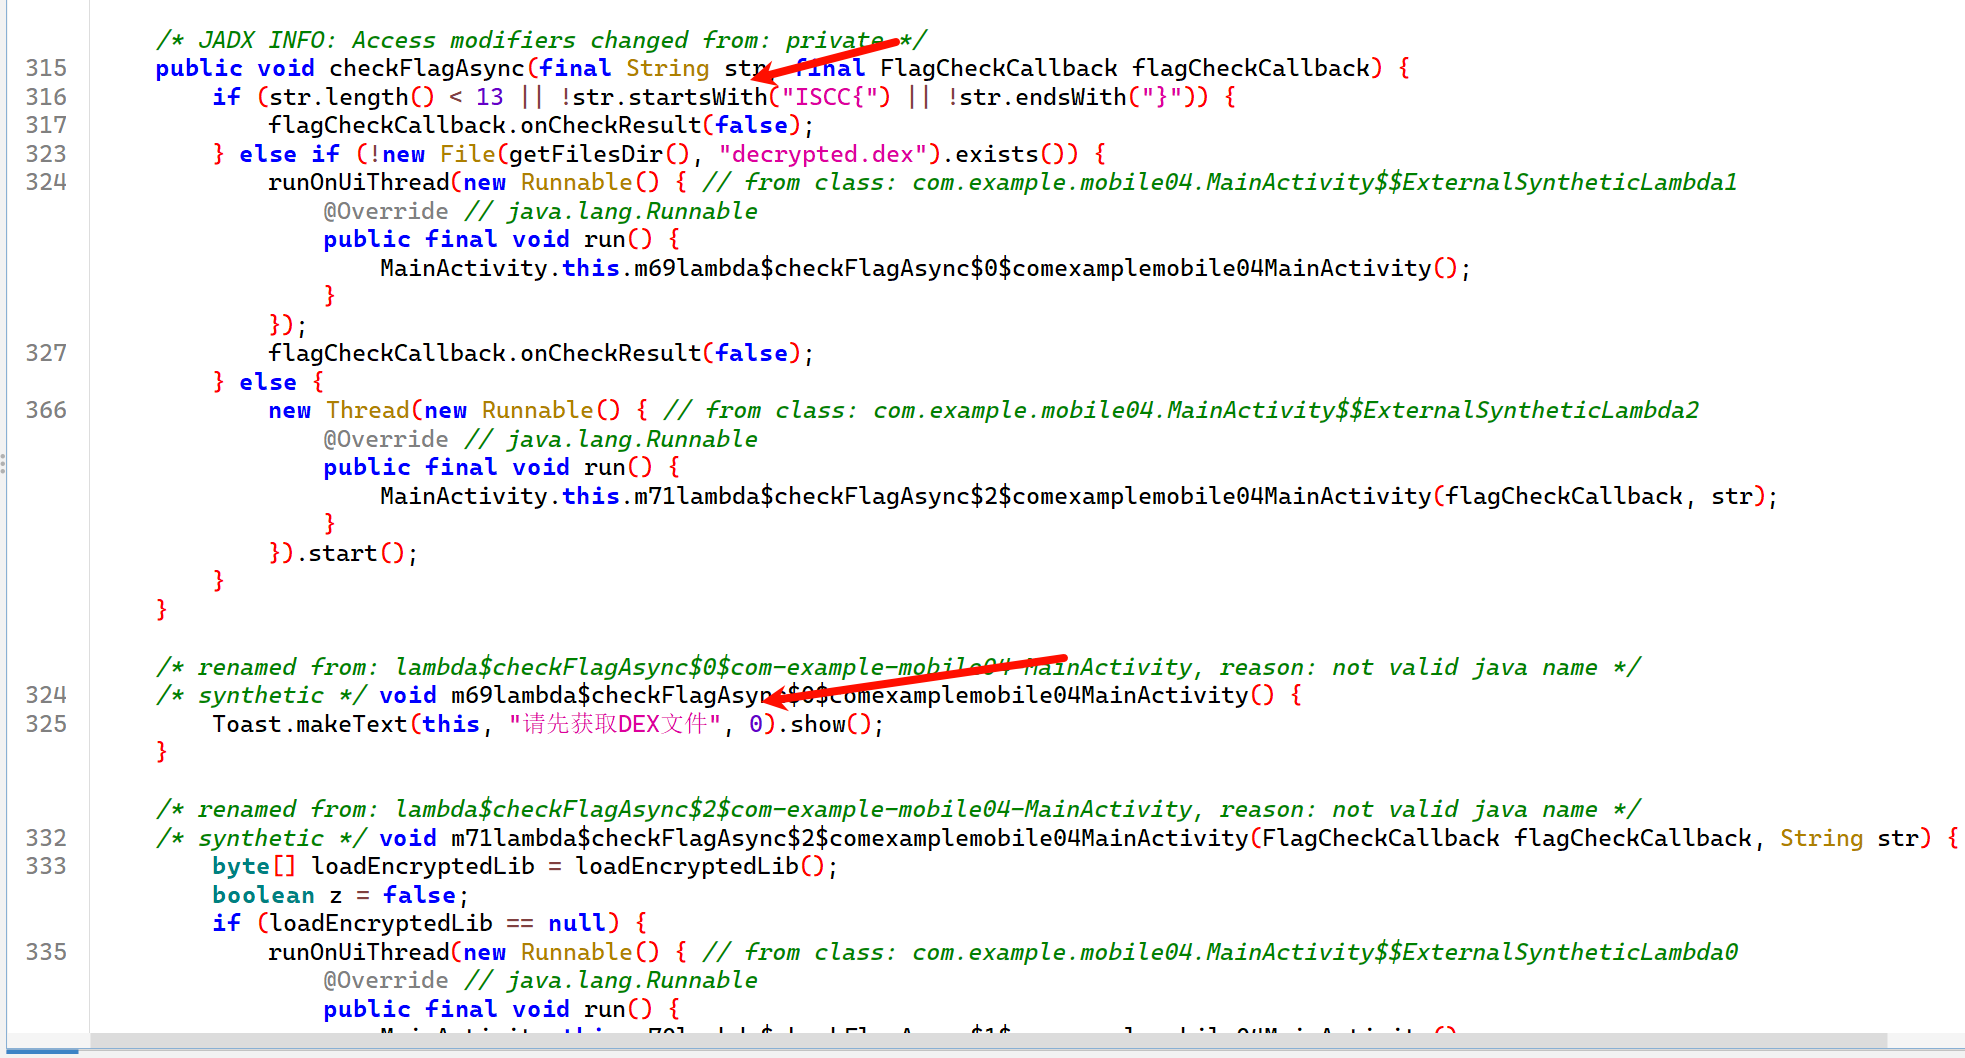 /* JADX INFO: Access modifiers changed from: private */
315 public void checkFlagAsync(final String str, final FlagCheckCallback flagCheckCallback) {
316 if (str.length() < 13 || !str.startsWith("ISCC{") || !str.endsWith("}")) {
317 flagCheckCallback.onCheckResult(false);
323 } else if (!new File(getFilesDir(), "decrypted.dex").exists()) {
324 runOnUiThread(new Runnable() { // from class: com.example.mobile04.MainActivity$$ExternalSyntheticLambda1
@Override // java.lang.Runnable
public final void run() {
MainActivity.this.m69lambda$checkFlagAsync$0$comexamplemobile04MainActivity();
}
});
327 flagCheckCallback.onCheckResult(false);
} else {
366 new Thread(new Runnable() { // from class: com.example.mobile04.MainActivity$$ExternalSyntheticLambda2
@Override // java.lang.Runnable
public final void run() {
MainActivity.this.m71lambda$checkFlagAsync$2$comexamplemobile04MainActivity(flagCheckCallback, str);
}
}).start();
}
}
/* renamed from: lambda$checkFlagAsync$0$com-example-mobile04-MainActivity, reason: not valid java name */
324 /* synthetic */ void m69lambda$checkFlagAsync$0$comexamplemobile04MainActivity() {
325 Toast.makeText(this, "请先获取DEX文件", 0).show();
}
/* renamed from: lambda$checkFlagAsync$2$com-example-mobile04-MainActivity, reason: not valid java name */
332 /* synthetic */ void m71lambda$checkFlagAsync$2$comexamplemobile04MainActivity(FlagCheckCallback flagCheckCallback, String str) {
333 byte[] loadEncryptedLib = loadEncryptedLib();
boolean z = false;
if (loadEncryptedLib == null) {
335 runOnUiThread(new Runnable() { // from class: com.example.mobile04.MainActivity$$ExternalSyntheticLambda0
@Override // java.lang.Runnable
public final void run() {